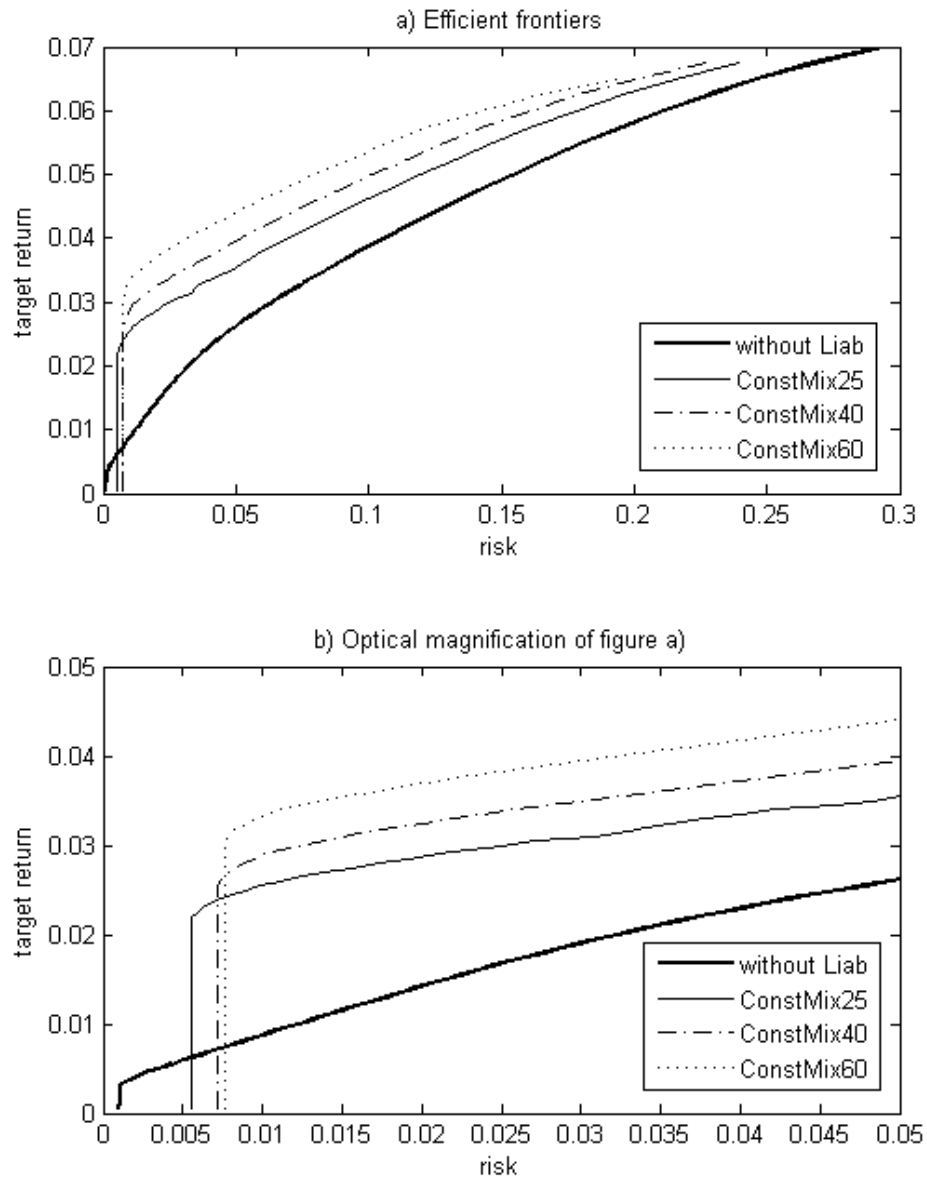 a) Efficient frontiers
0.07
0.06
0.05
0.04
0.03
0.02
0.01
0
target return
without Liab
ConstMix25
ConstMix40
ConstMix60
0 0.05 0.1 0.15 0.2 0.25 0.3
risk
b) Optical magnification of figure a)
0.05
0.04
0.03
0.02
0.01
0
target return
without Liab
ConstMix25
ConstMix40
ConstMix60
0 0.005 0.01 0.015 0.02 0.025 0.03 0.035 0.04 0.045 0.05
risk